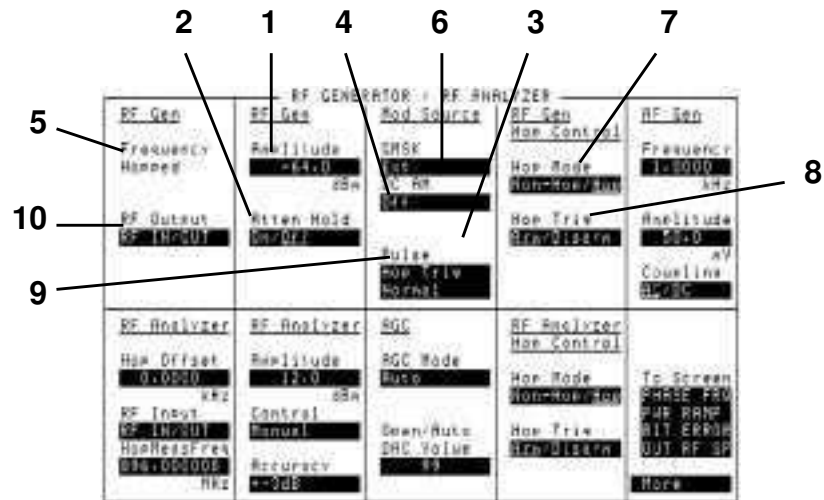 2 1 4 6 3 7
5
10
9
8
RF GENERATOR / RF ANALYZER
RF Gen
Frequency
Hopped
RF Output
RF IN/OUT
RF Gen
Amplitude
-64.0
dBm
Atten Hold
On/Off
Mod Source
GMSK
DC AM
Off
Pulse
Hop Trig
Normal
RF Gen
Hop Control
Hop Mode
Non-Hop/Hop
Hop Trig
Arm/Disarm
AF Gen
Frequency
1.0000
kHz
Amplitude
50.0
mV
Coupling
AC/DC
RF Analyzer
Hop Offset
0.0000
kHz
RF Input
RF IN/OUT
HopMeasFreq
MHz
RF Analyzer
Amplitude
12.0
dBm
Control
Manual
Accuracy
+-3dB
AGC
AGC Mode
Auto
Open/Auto
DAC Value
RF Analyzer
Hop Control
Hop Mode
Non-Hop/Hop
Hop Trig
Arm/Disarm
To Screen
PHASE FRQ
PWR RAMP
BIT ERROR
OUT RF SP
More